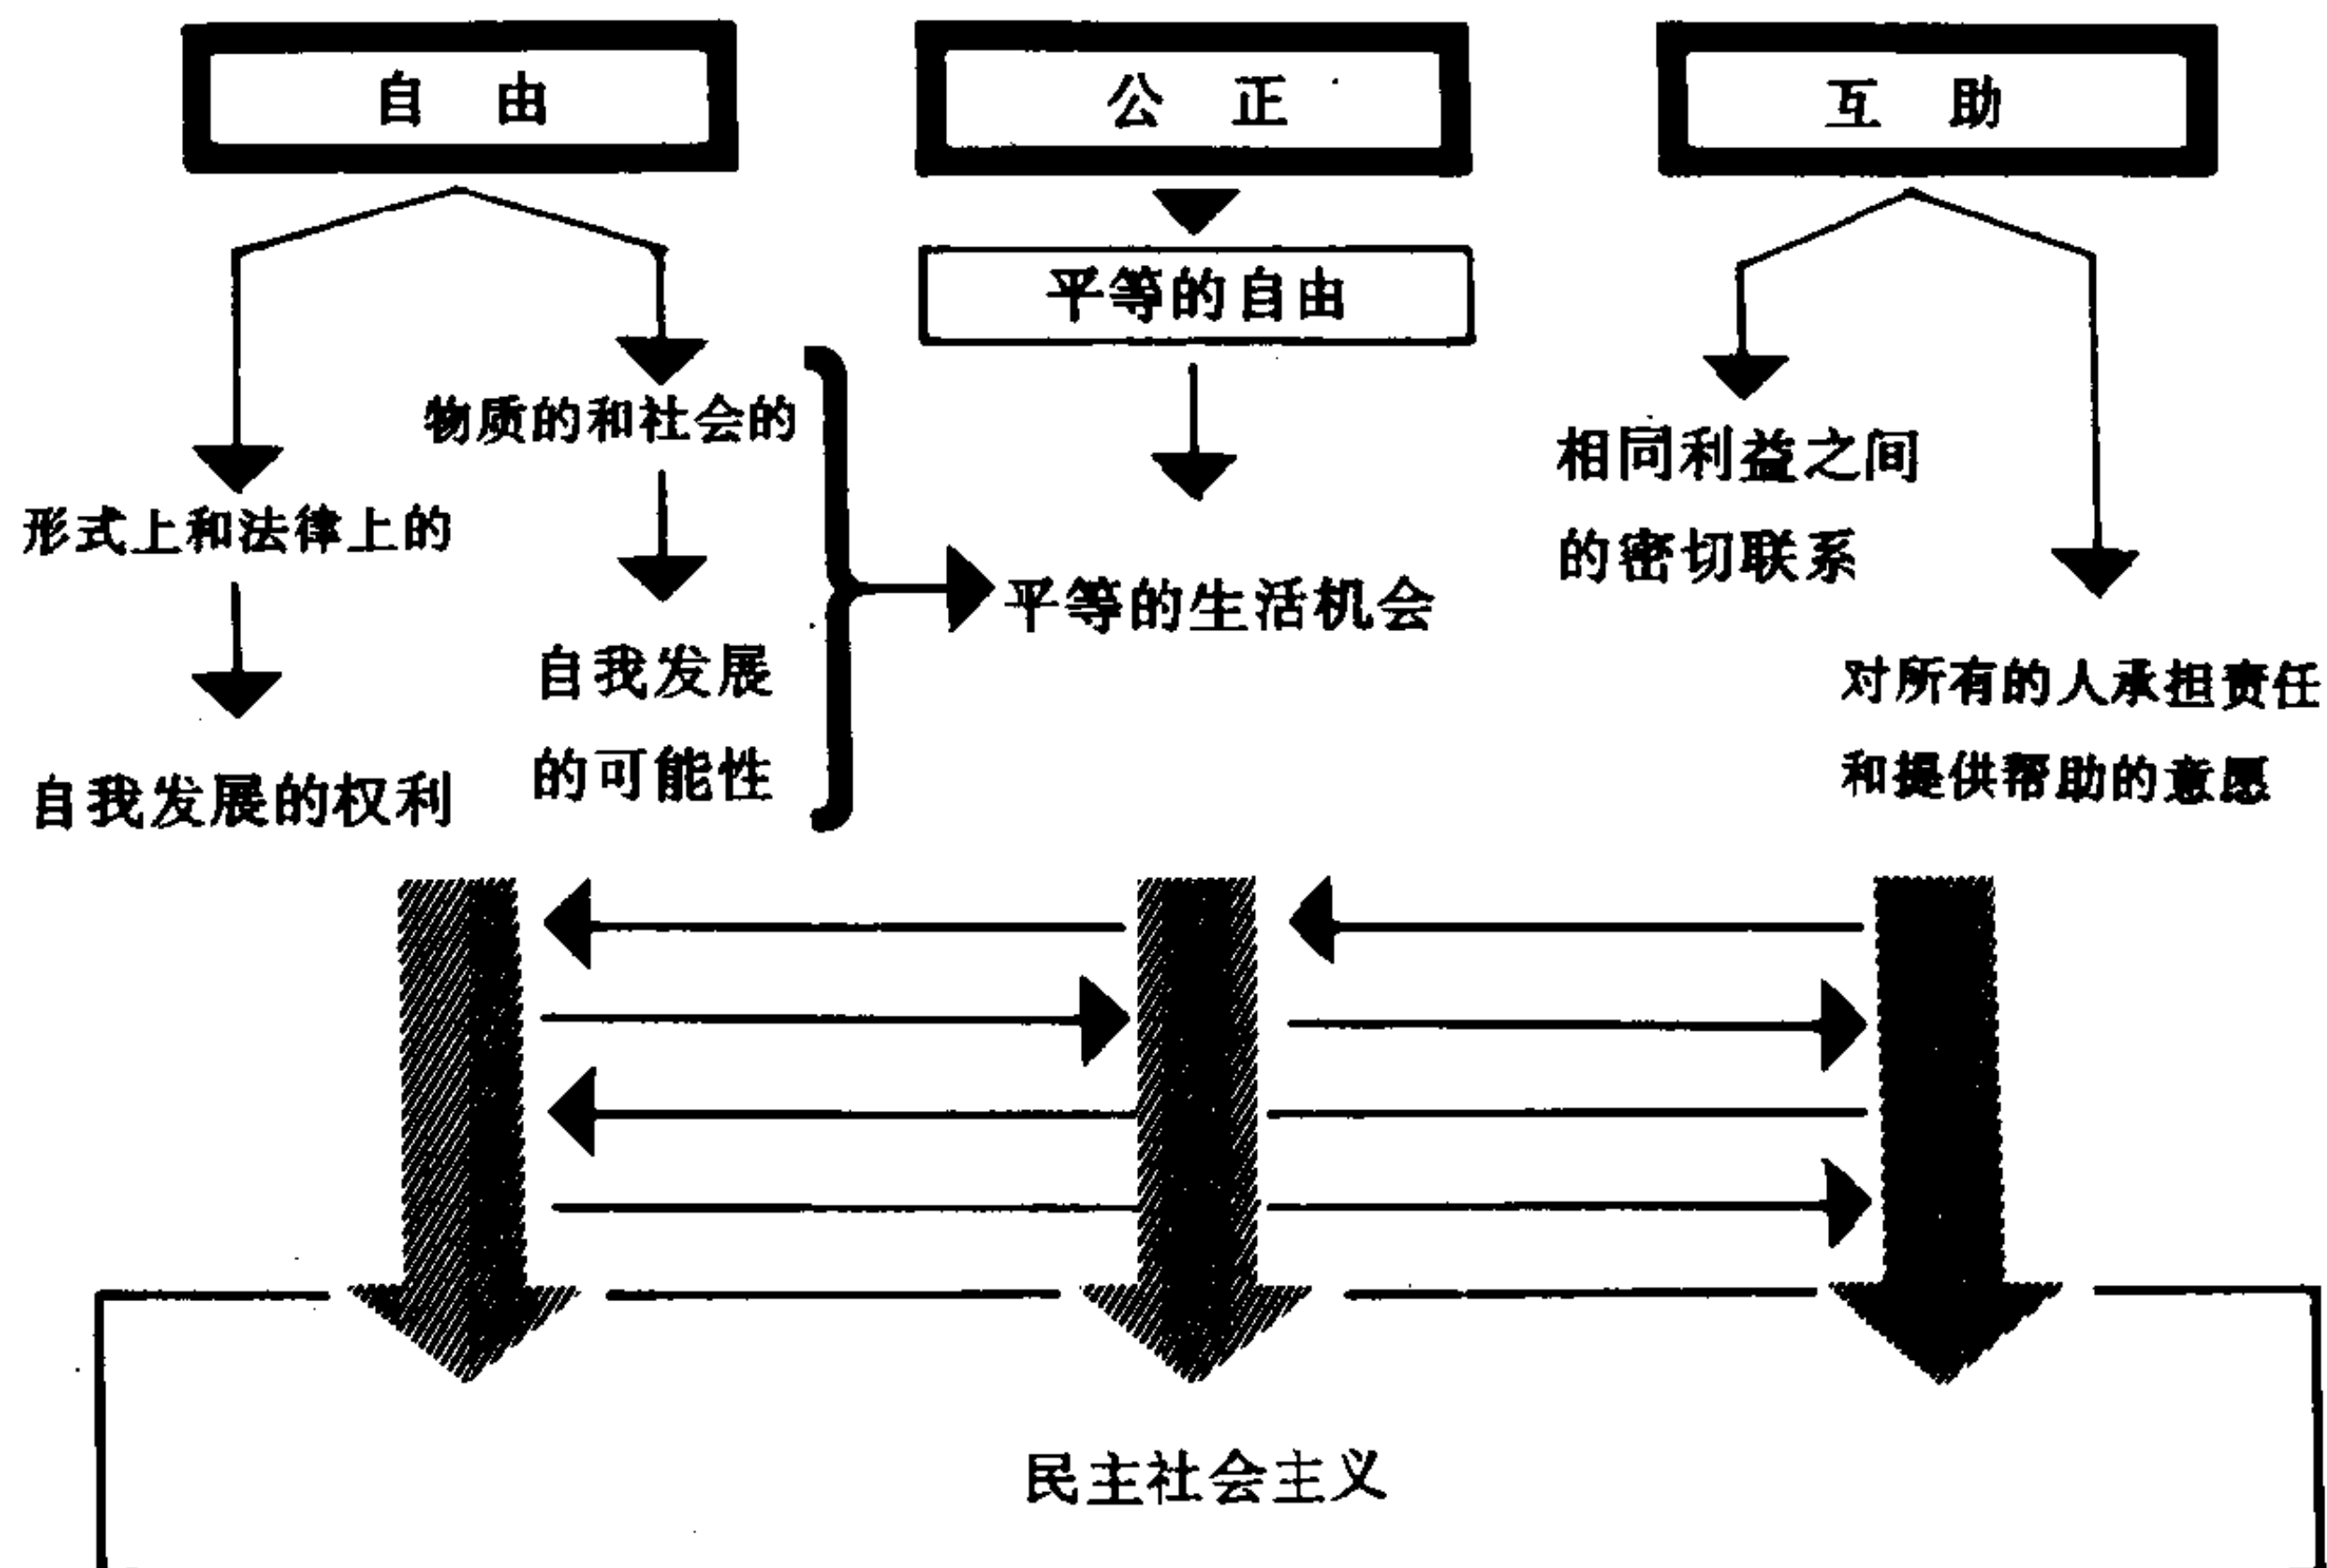 自由
公正
互助
平等的自由
物质的和社会的
形式上和法律上的
自我发展
的可能性
自我发展的权利
平等的生活机会
相同利益之间
的密切联系
对所有的人承担责任
和提供帮助的意愿
民主社会主义